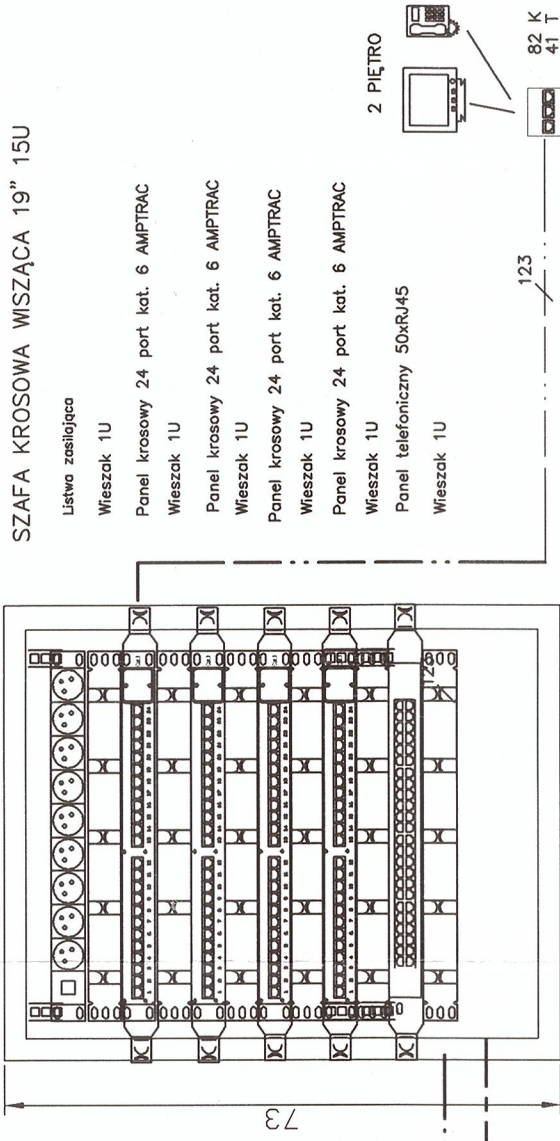 SZAFA KROSOWA WISZĄCA 19” 15U
Listwa zasilająca
Wieszak 1U
Panel krosowy 24 port kat. 6 AMPTRAC
Wieszak 1U
Panel krosowy 24 port kat. 6 AMPTRAC
Wieszak 1U
Panel krosowy 24 port kat. 6 AMPTRAC
Wieszak 1U
Panel krosowy 24 port kat. 6 AMPTRAC
Wieszak 1U
Panel telefoniczny 50xRJ45
Wieszak 1U
2 PIĘTRO
82 K
41 T
123
73